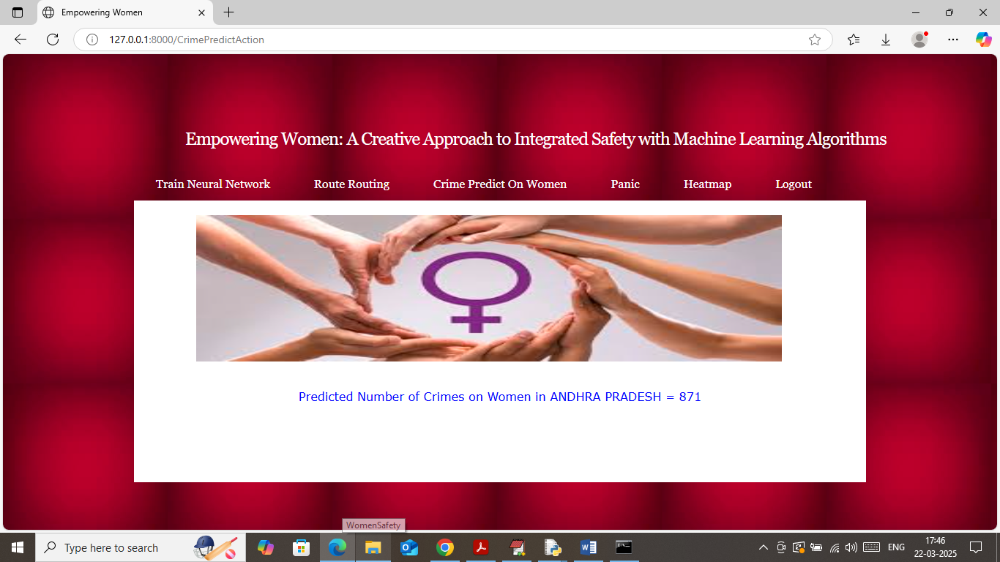 Empowering Women
127.0.0.1:8000/CrimePredictAction
Empowering Women: A Creative Approach to Integrated Safety with Machine Learning Algorithms
Train Neural Network Route Routing Crime Predict On Women Panic Heatmap Logout
Predicted Number of Crimes on Women in ANDHRA PRADESH = 871
WomenSafety
Type here to search
ENG
17:46
22-03-2025